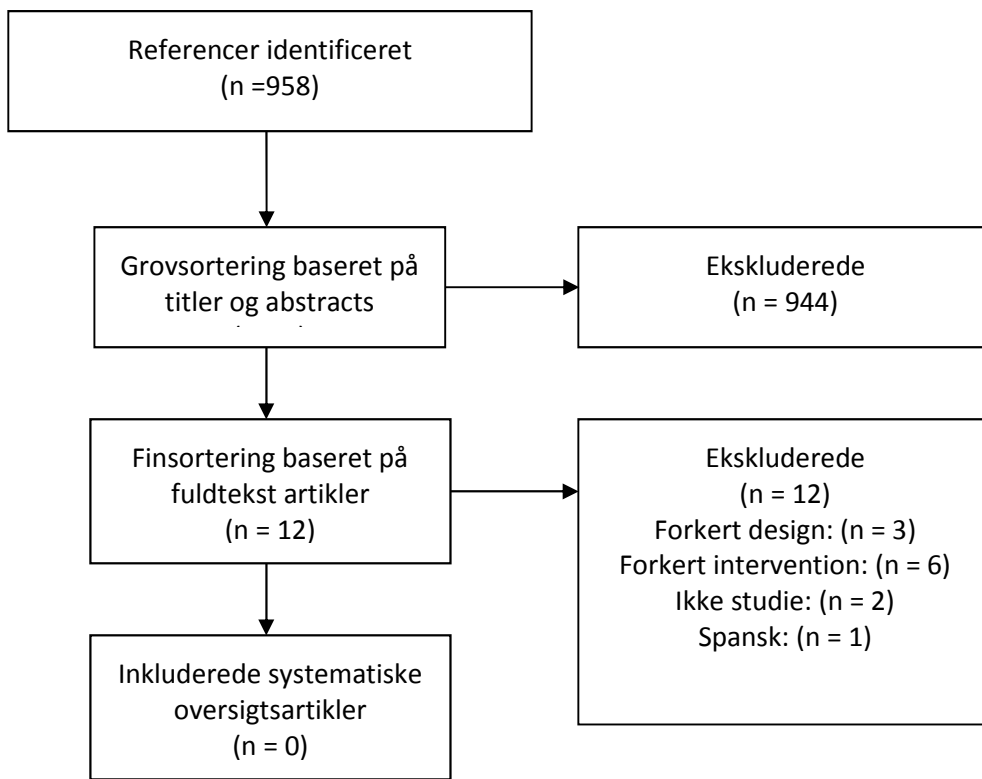 Referencer identificeret
(n =958)
Grovsortering baseret på
titler og abstracts
Ekskluderede
(n = 944)
Finsortering baseret på
fuldtekst artikler
(n = 12)
Ekskluderede
(n = 12)
Forkert design: (n = 3)
Forkert intervention: (n = 6)
Ikke studie: (n = 2)
Spansk: (n = 1)
Inkluderede systematiske
oversigtsartikler
(n = 0)